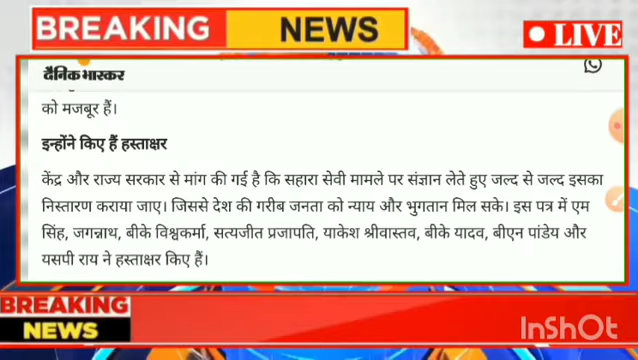 BREAKING NEWS
LIVE
दैनिक भास्कर
को मजबूर हैं।
इन्होंने किए हैं हस्ताक्षर
केंद्र और राज्य सरकार से मांग की गई है कि सहारा सेवी मामले पर संज्ञान लेते हुए जल्द से जल्द इसका
निस्तारण कराया जाए। जिससे देश की गरीब जनता को न्याय और भुगतान मिल सके। इस पत्र में एम
सिंह, जगन्नाथ, बीके विश्वकर्मा, सत्यजीत प्रजापति, याकेश श्रीवास्तव, बीके यादव, बीएन पांडेय और
यसपी राय ने हस्ताक्षर किए हैं।
BREAKING
NEWS
InShOt